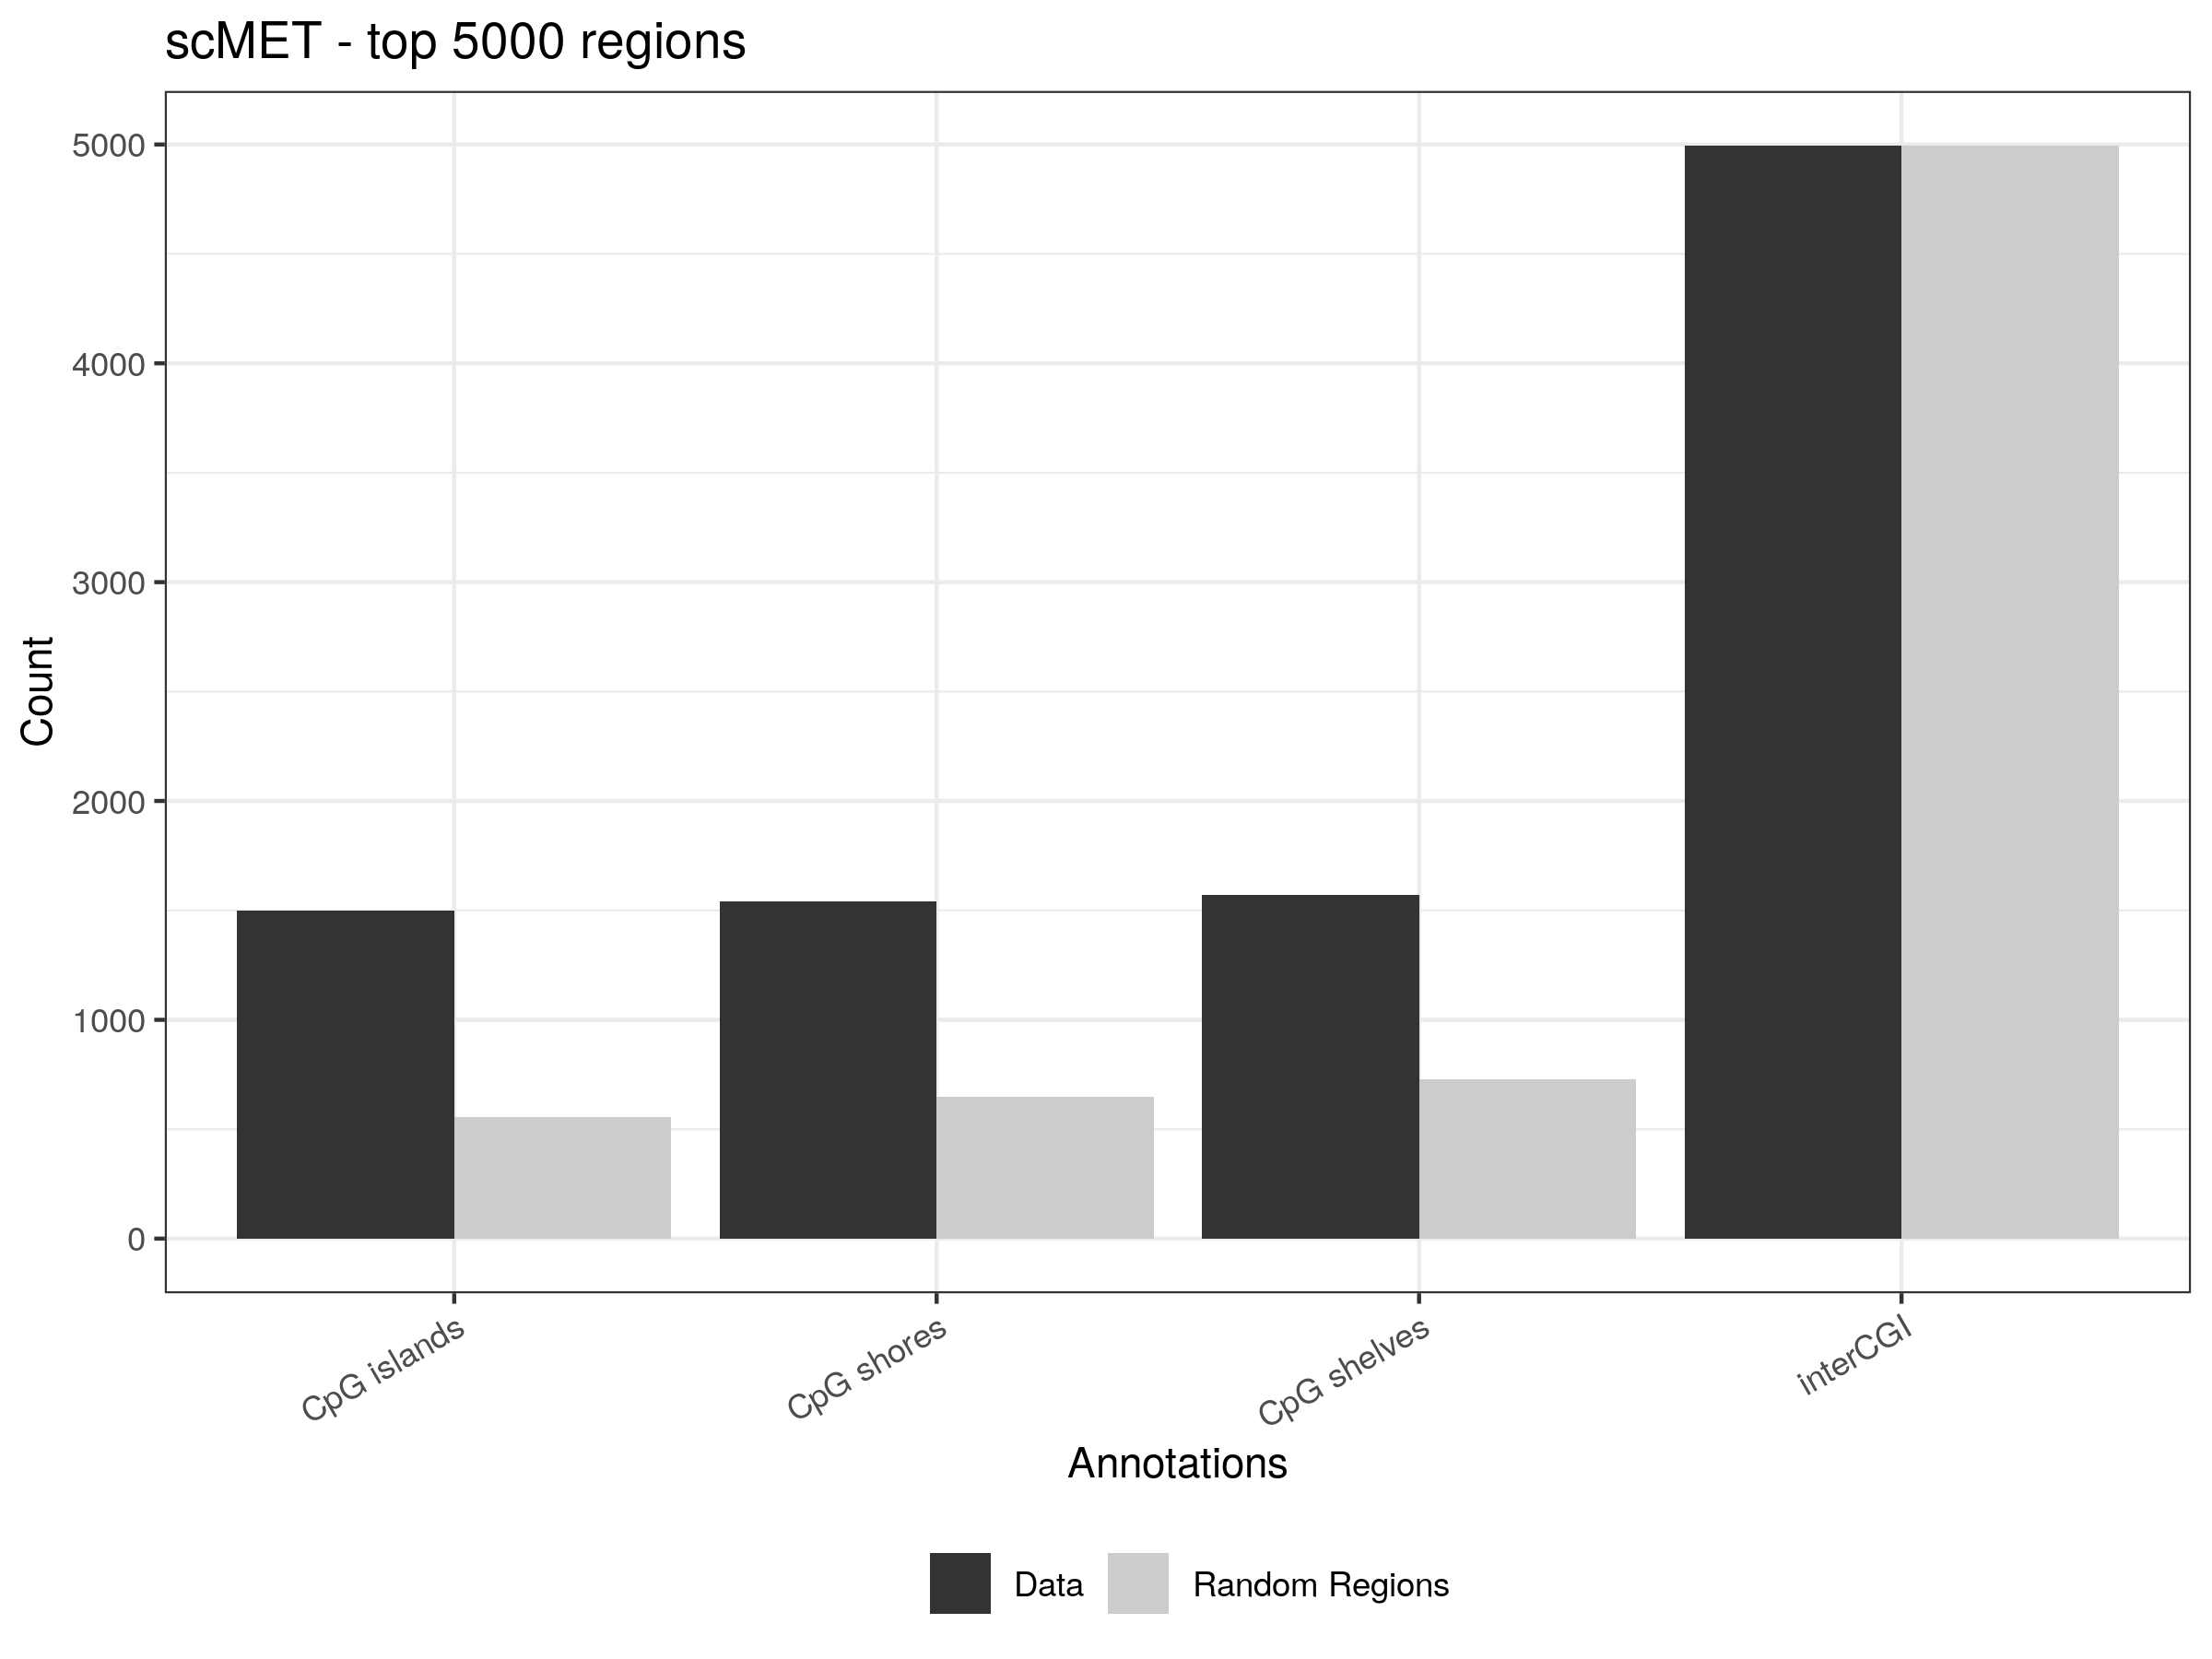 scMET - top 5000 regions
Count
5000
4000
3000
2000
1000
0
CpG islands
CpG shores
CpG shelves
interCGI
Annotations
Data
Random Regions